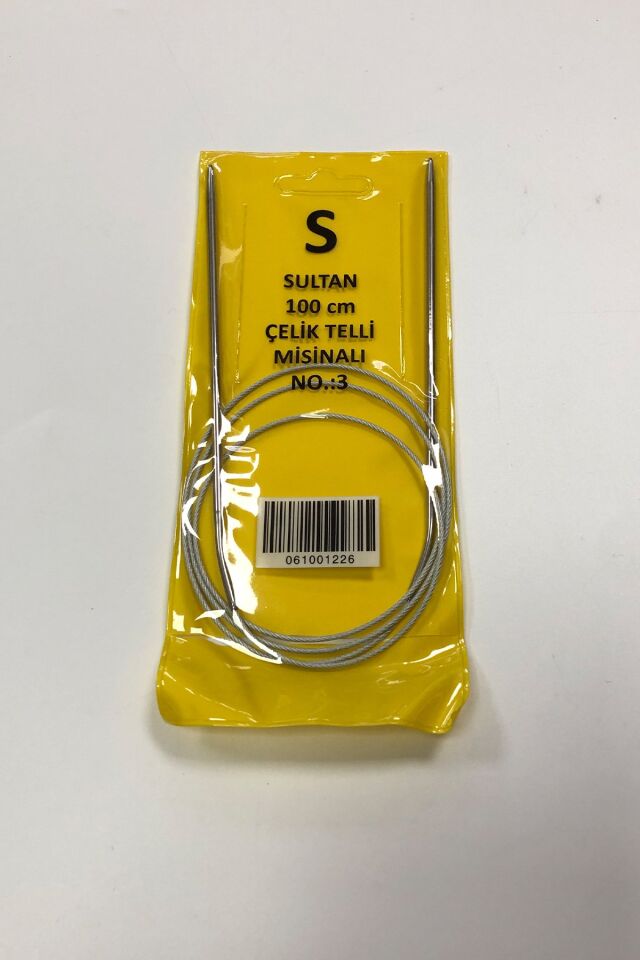 S
SULTAN
100 cm
ÇELİK TELLİ
MİSİNALI
NO.:3
061001226